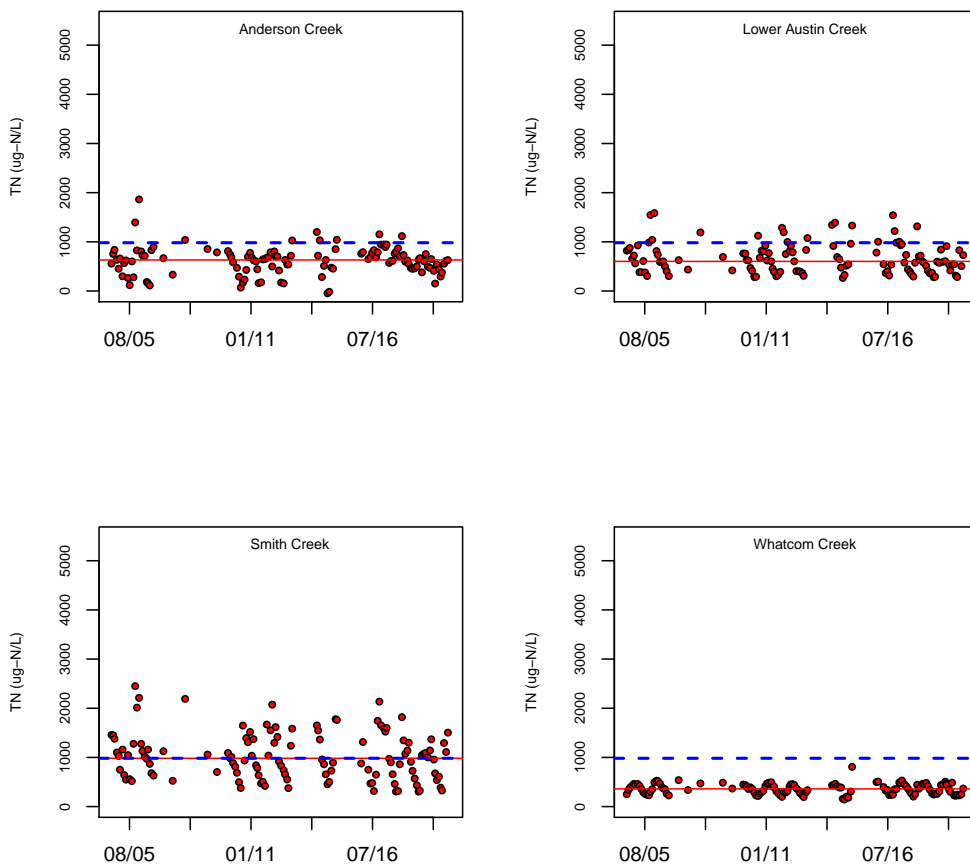 Anderson Creek
TN (ug−N/L)
5000
4000
3000
2000
1000
0
08/05 01/11 07/16
Lower Austin Creek
TN (ug−N/L)
5000
4000
3000
2000
1000
0
08/05 01/11 07/16
Smith Creek
TN (ug−N/L)
5000
4000
3000
2000
1000
0
08/05 01/11 07/16
Whatcom Creek
TN (ug−N/L)
5000
4000
3000
2000
1000
0
08/05 01/11 07/16